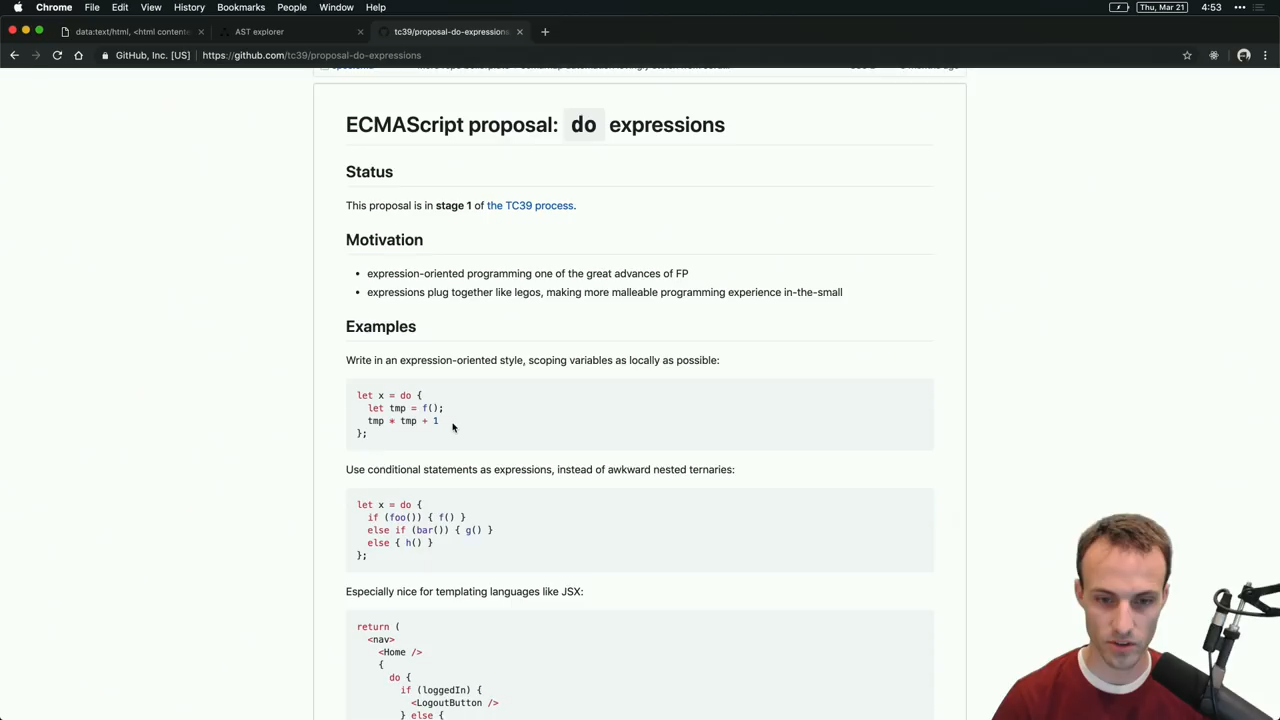 Chrome File Edit View History Bookmarks People Window Help Thu, Mar 21 4:53
data:text/html, <html conten AST explorer tc39/proposal-do-expressions
GitHub, Inc. [US] https://github.com/tc39/proposal-do-expressions
ECMAScript proposal: do expressions
Status
This proposal is in stage 1 of the TC39 process.
Motivation
• expression-oriented programming one of the great advances of FP
• expressions plug together like legos, making more malleable programming experience in-the-small
Examples
Write in an expression-oriented style, scoping variables as locally as possible:
let x = do {
let tmp = f();
tmp * tmp + 1
};
Use conditional statements as expressions, instead of awkward nested ternaries:
let x = do {
if (foo()) { f() }
else if (bar()) { g() }
else { h() }
};
Especially nice for templating languages like JSX:
return (
<nav>
<Home />
{
do {
if (loggedIn) {
<LogoutButton />
} else {